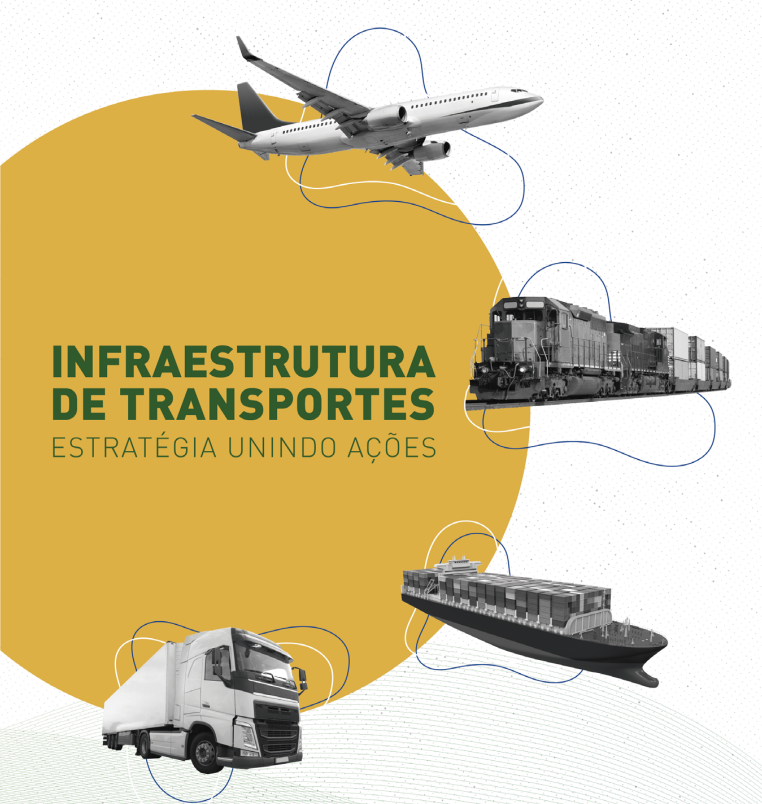 INFRAESTRUTURA
DE TRANSPORTES
ESTRATÉGIA UNINDO AÇÕES